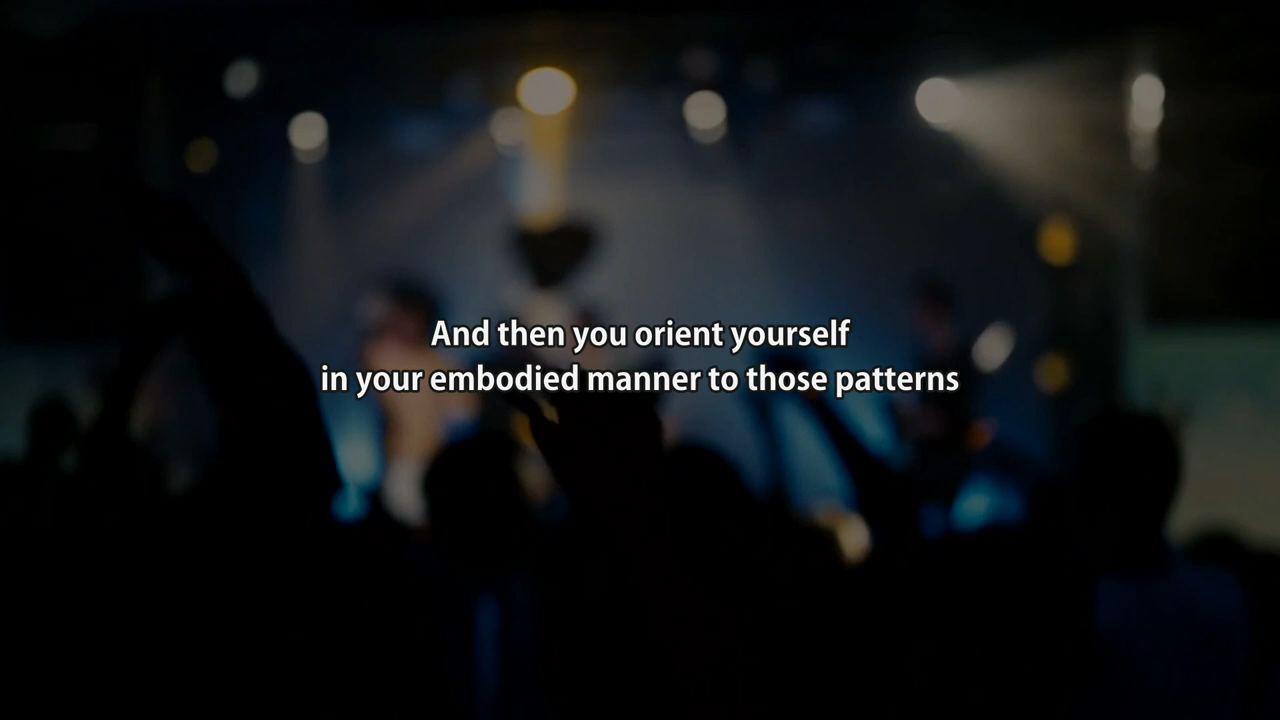 And then you orient yourself
in your embodied manner to those patterns